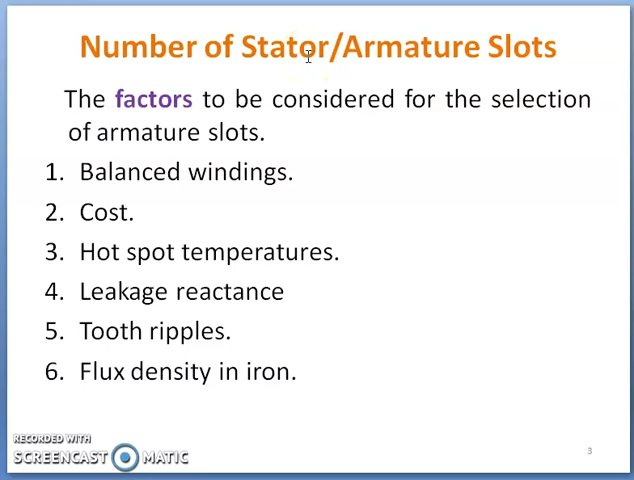 Number of Stator/Armature Slots
The factors to be considered for the selection
of armature slots.
1. Balanced windings.
2. Cost.
3. Hot spot temperatures.
4. Leakage reactance
5. Tooth ripples.
6. Flux density in iron.
RECORDED WITH
SCREENCAST MATIC
3